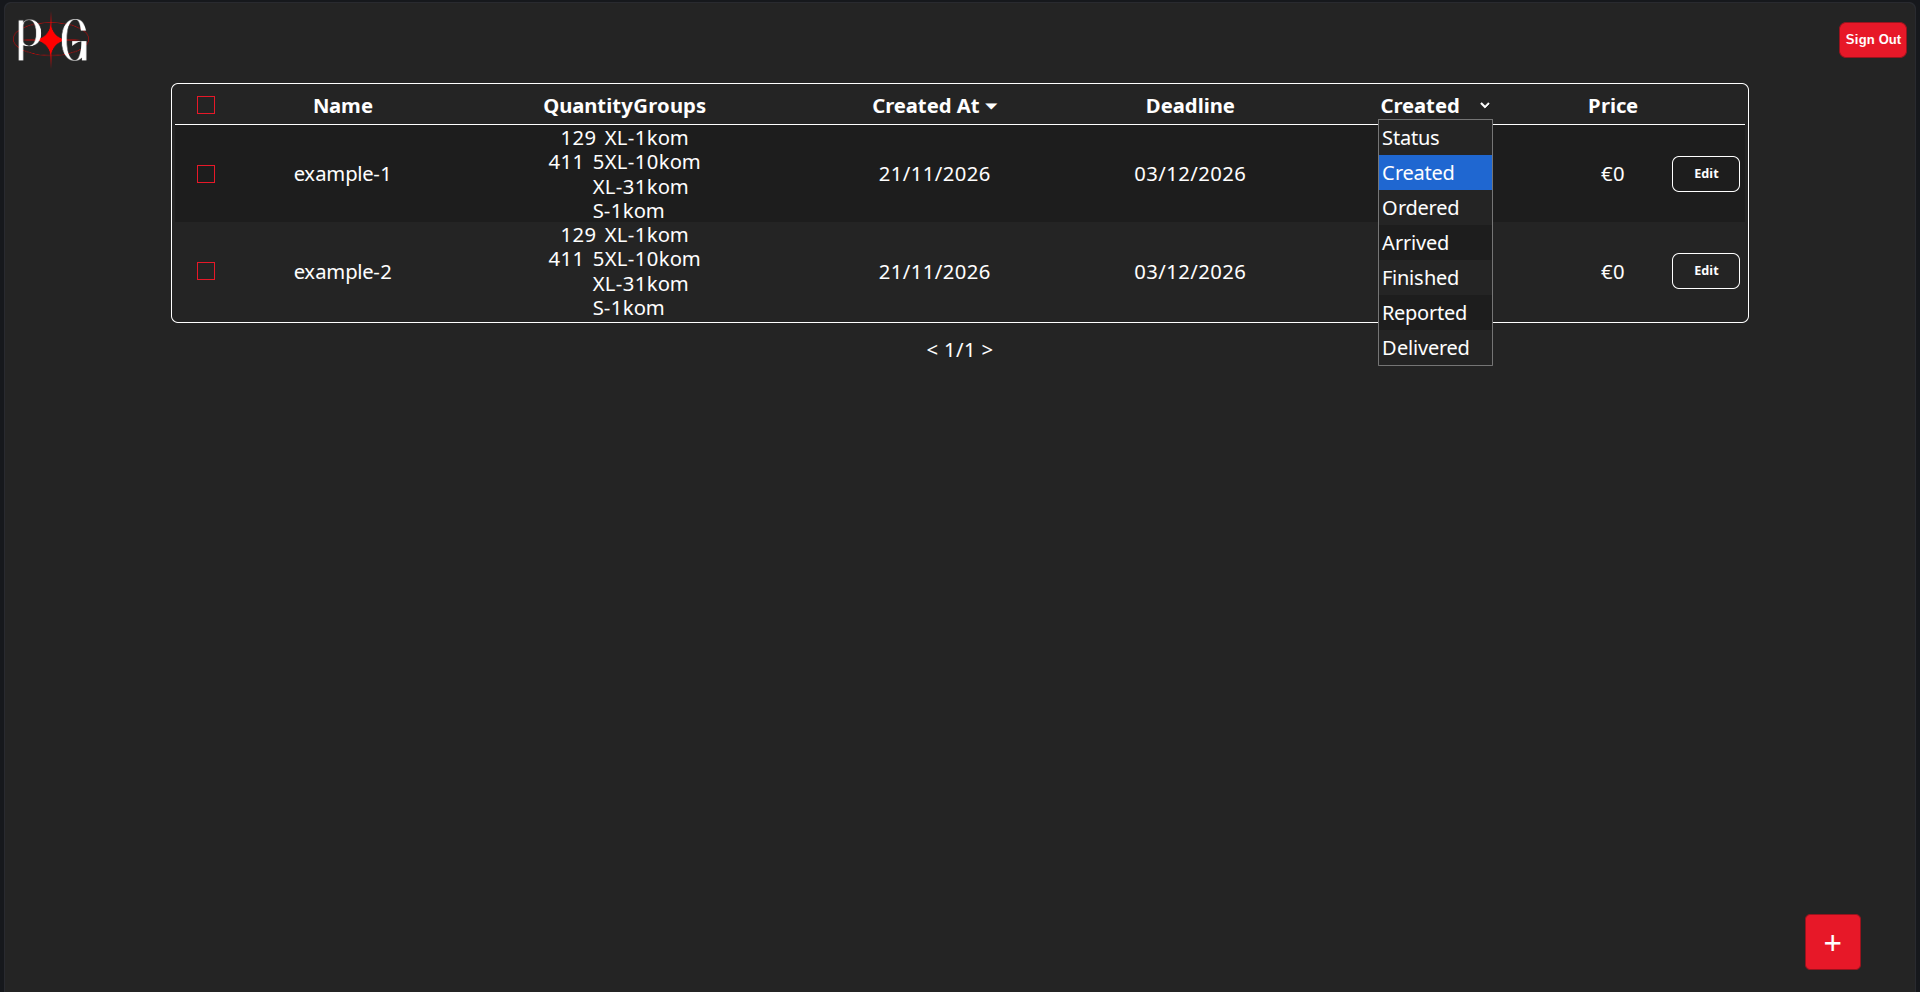 P G
Sign Out
Name QuantityGroups Created At Deadline Created Price
Status
Created
Ordered
Arrived
Finished
Reported
Delivered
example-1
129 XL-1kom
411 5XL-10kom
XL-31kom
S-1kom
21/11/2026 03/12/2026 €0 Edit
example-2
129 XL-1kom
411 5XL-10kom
XL-31kom
S-1kom
21/11/2026 03/12/2026 €0 Edit
< 1/1 >
+